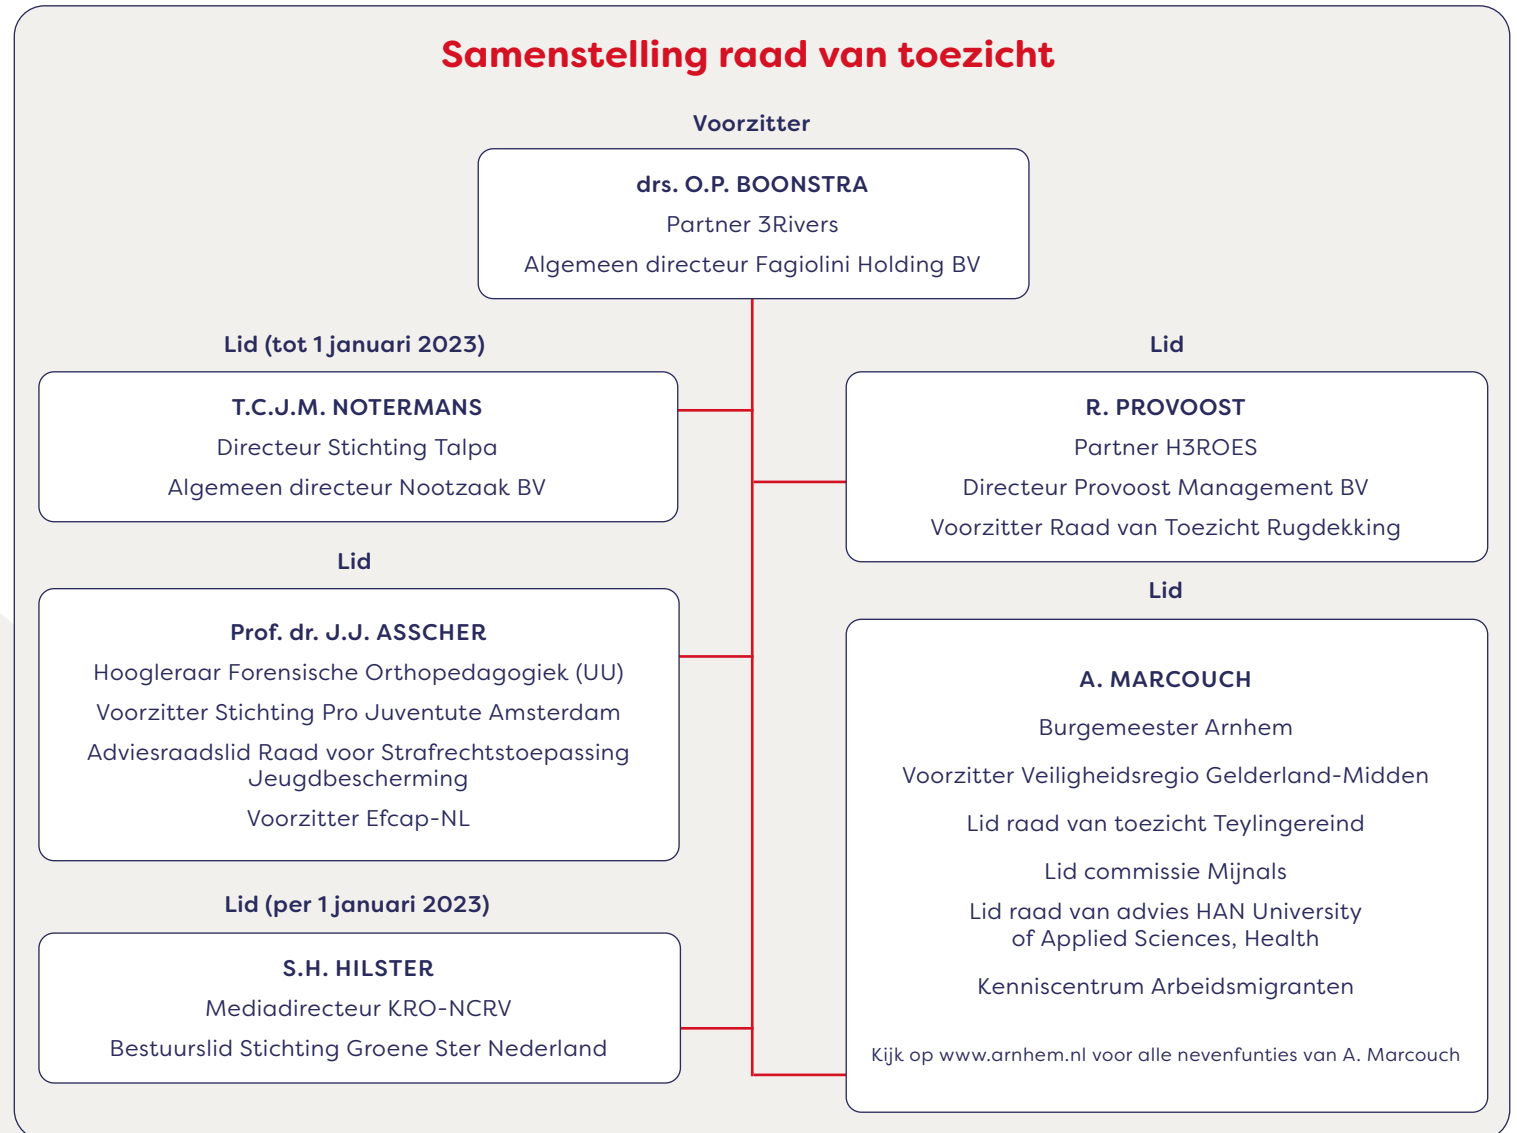 Samenstelling raad van toezicht
Voorzitter
drs. O.P. BOONSTRA
Partner 3Rivers
Algemeen directeur Fagiolini Holding BV
Lid (tot 1 januari 2023)
T.C.J.M. NOTERMANS
Directeur Stichting Talpa
Algemeen directeur Nootzaak BV
Lid
R. PROVOOST
Partner H3ROES
Directeur Provoost Management BV
Voorzitter Raad van Toezicht Rugdekking
Lid
Prof. dr. J.J. ASSCHER
Hoogleraar Forensische Orthopedagogiek (UU)
Voorzitter Stichting Pro Juventute Amsterdam
Adviesraadslid Raad voor Strafrechtstoepassing
Jeugdbescherming
Voorzitter Efcap-NL
Lid
A. MARCOUCH
Burgemeester Arnhem
Voorzitter Veiligheidsregio Gelderland-Midden
Lid raad van toezicht Teylingereind
Lid commissie Mijnals
Lid raad van advies HAN University
of Applied Sciences, Health
Kenniscentrum Arbeidsmigranten
Kijk op www.arnhem.nl voor alle nevenfunties van A. Marcouch
Lid (per 1 januari 2023)
S.H. HILSTER
Mediadirecteur KRO-NCRV
Bestuurslid Stichting Groene Ster Nederland